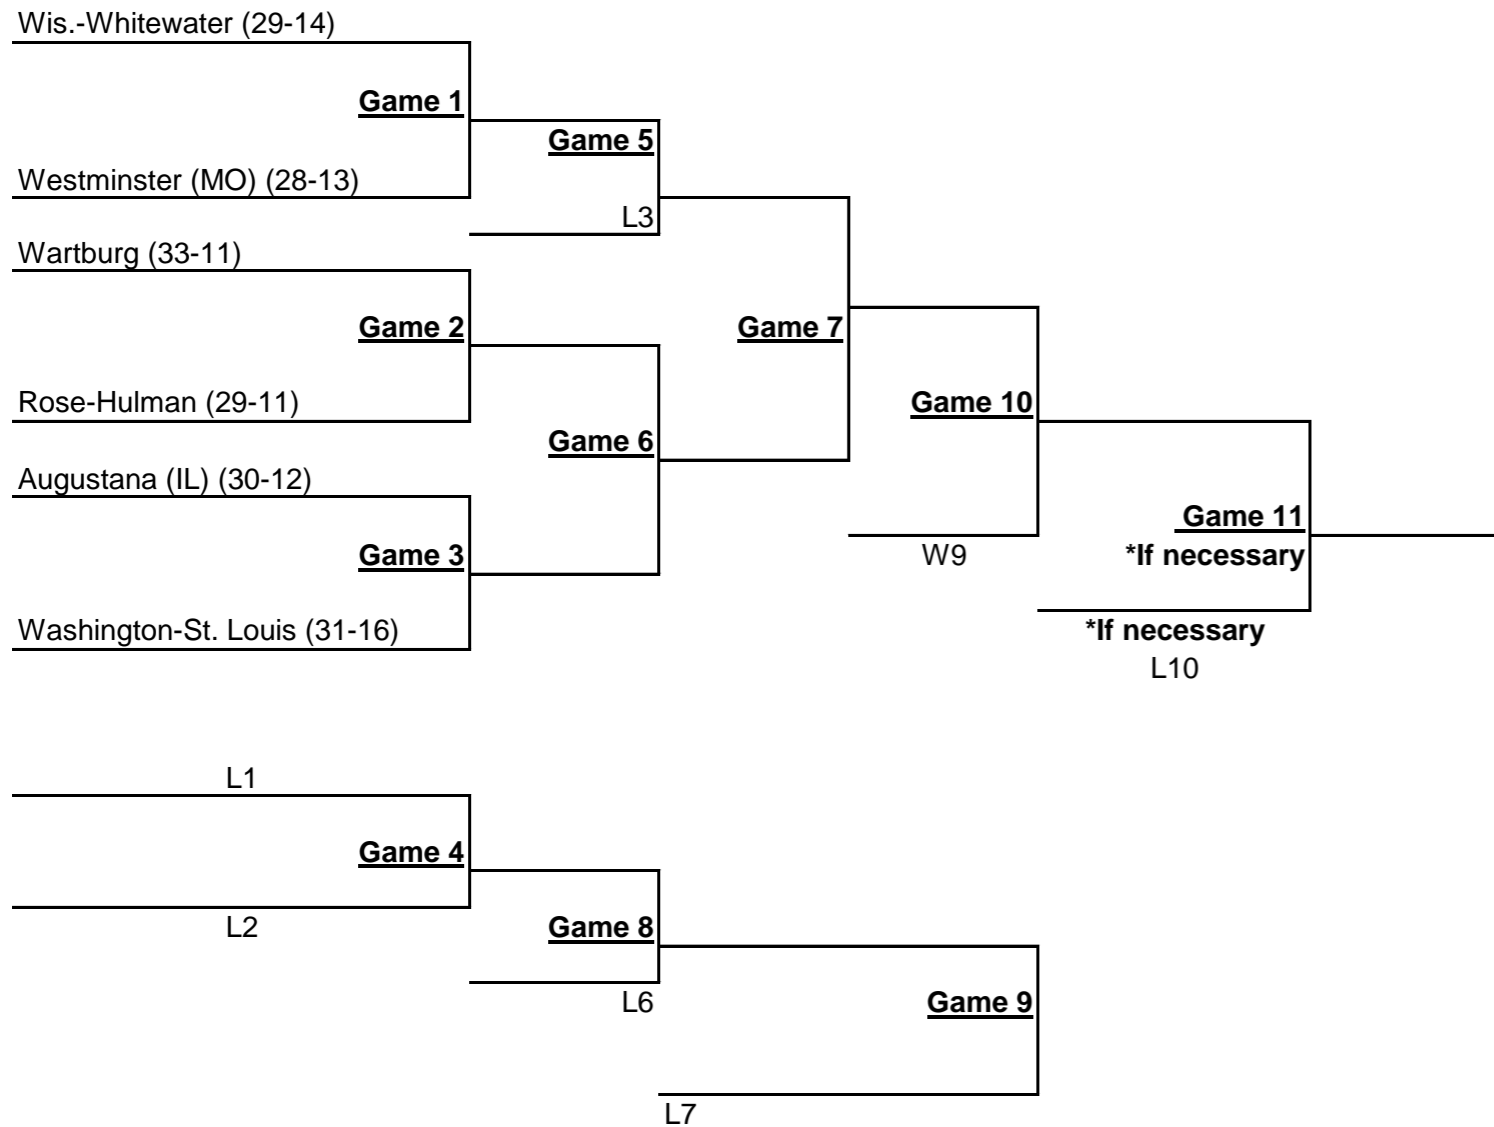 Wis.-Whitewater (29-14)
Game 1
Game 5
Westminster (MO) (28-13)
L3
Wartburg (33-11)
Game 2
Game 7
Rose-Hulman (29-11)
Game 10
Game 6
Augustana (IL) (30-12)
Game 11
Game 3
W9
*If necessary
Washington-St. Louis (31-16)
*If necessary
L10
L1
Game 4
L2
Game 8
L6
Game 9
L7